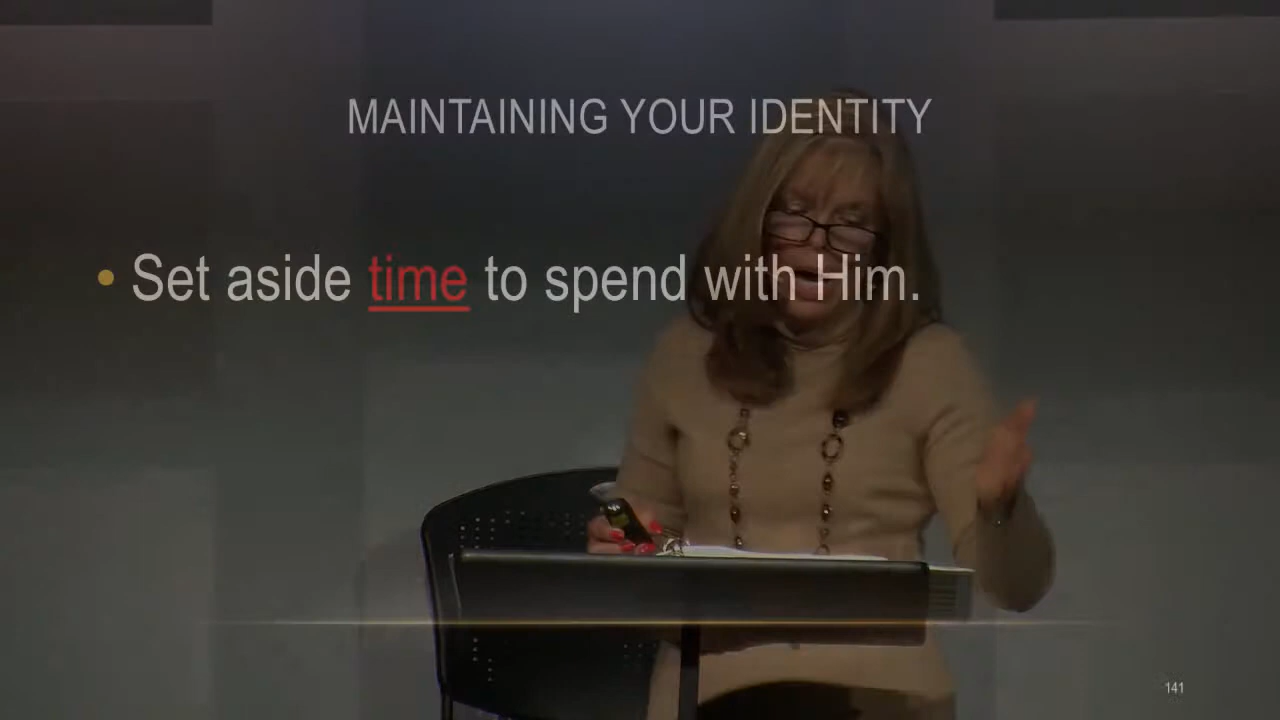 MAINTAINING YOUR IDENTITY
• Set aside time to spend with Him.
141